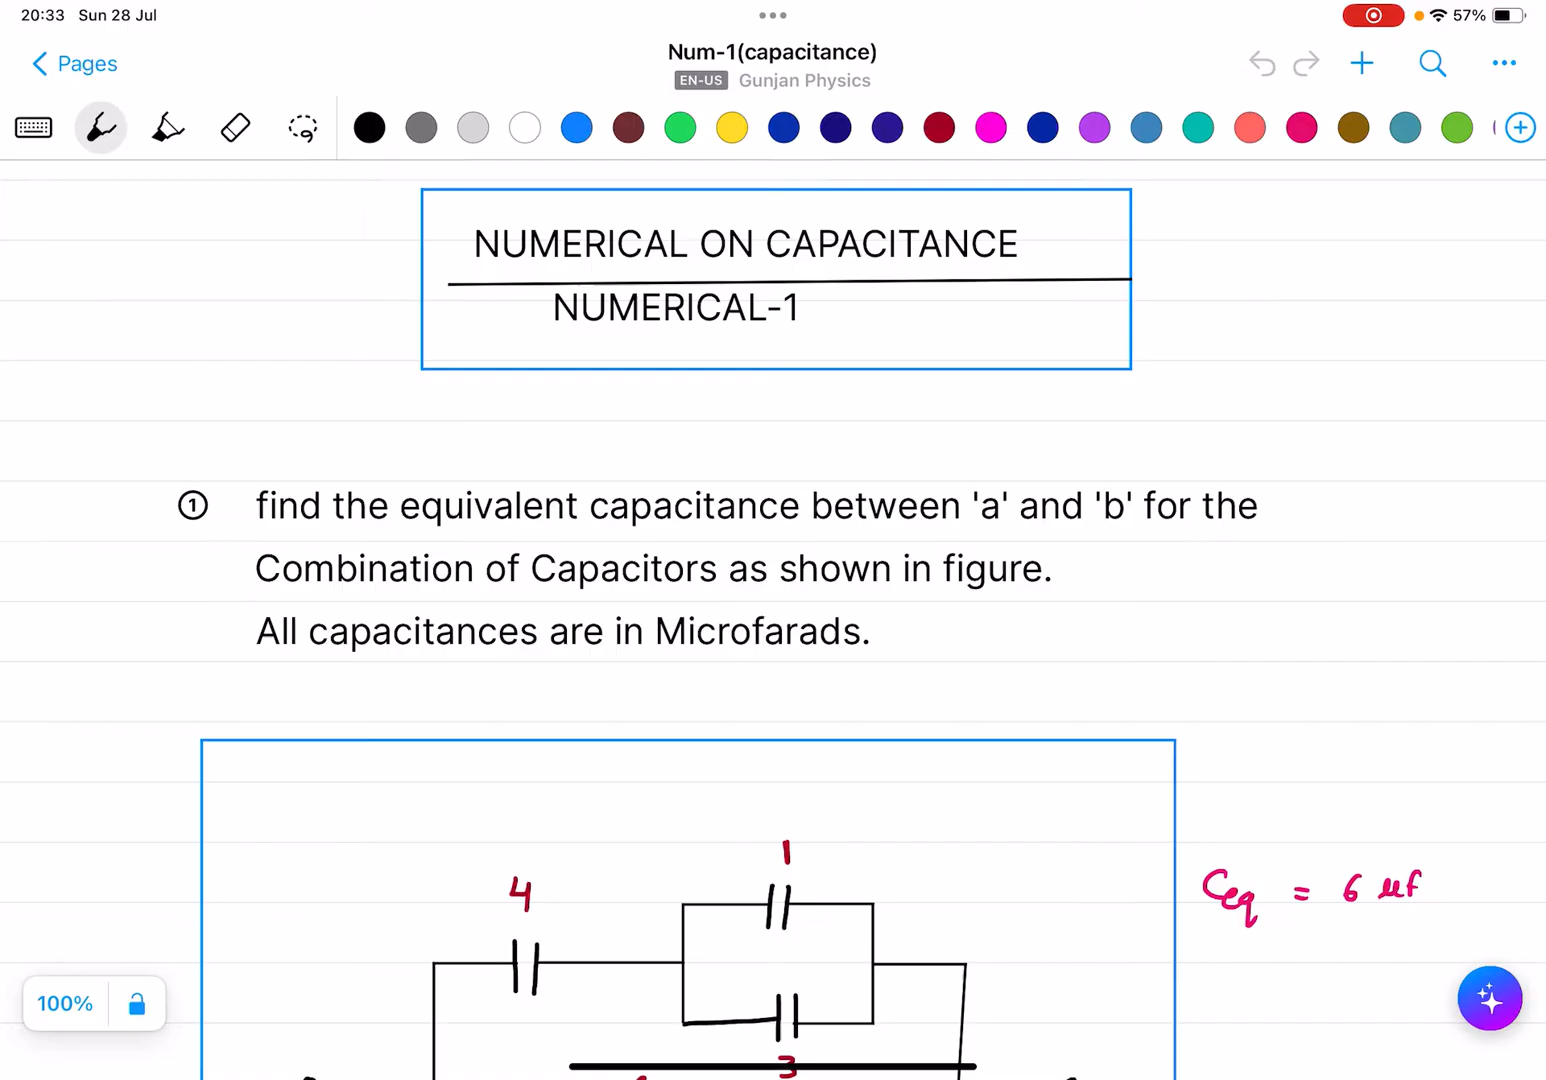 20:33 Sun 28 Jul
57%
Pages
Num-1(capacitance)
EN-US Gunjan Physics
NUMERICAL ON CAPACITANCE
NUMERICAL-1
① find the equivalent capacitance between 'a' and 'b' for the
Combination of Capacitors as shown in figure.
All capacitances are in Microfarads.
1
4
Ceq = 6 μf
3
100%